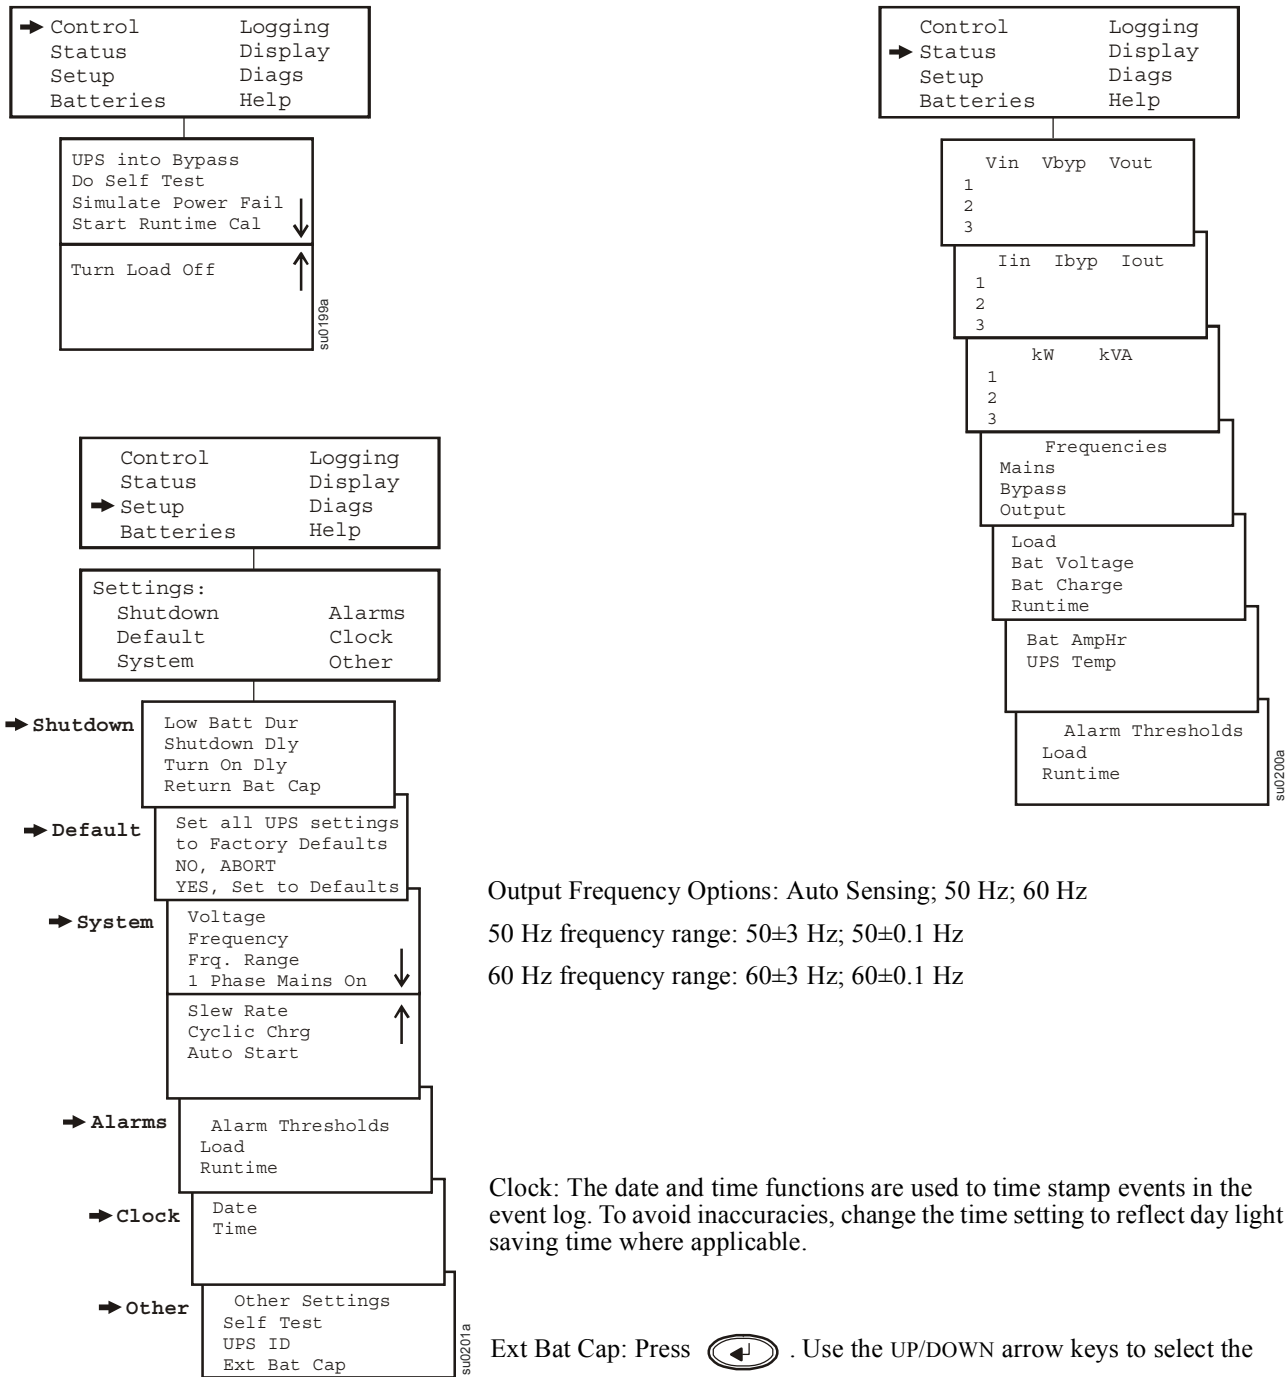 Control Logging
Status Display
Setup Diags
Batteries Help
UPS into Bypass
Do Self Test
Simulate Power Fail
Start Runtime Cal
Turn Load Off
su0199a
Control Logging
Status Display
Setup Diags
Batteries Help
Vin Vbyp Vout
1
2
3
Iin Ibyp Iout
1
2
3
kW kVA
1
2
3
Frequencies
Mains
Bypass
Output
Load
Bat Voltage
Bat Charge
Runtime
Bat AmpHr
UPS Temp
Alarm Thresholds
Load
Runtime
su0200a
Control Logging
Status Display
Setup Diags
Batteries Help
Settings:
Shutdown Alarms
Default Clock
System Other
Shutdown
Low Batt Dur
Shutdown Dly
Turn On Dly
Return Bat Cap
Default
Set all UPS settings
to Factory Defaults
NO, ABORT
YES, Set to Defaults
System
Voltage
Frequency
Frq. Range
1 Phase Mains On
Slew Rate
Cyclic Chrg
Auto Start
Output Frequency Options: Auto Sensing; 50 Hz; 60 Hz
50 Hz frequency range: 50±3 Hz; 50±0.1 Hz
60 Hz frequency range: 60±3 Hz; 60±0.1 Hz
Alarms
Alarm Thresholds
Load
Runtime
Clock
Date
Time
Clock: The date and time functions are used to time stamp events in the
event log. To avoid inaccuracies, change the time setting to reflect day light
saving time where applicable.
Other
Other Settings
Self Test
UPS ID
Ext Bat Cap
su0201a
Ext Bat Cap: Press . Use the UP/DOWN arrow keys to select the